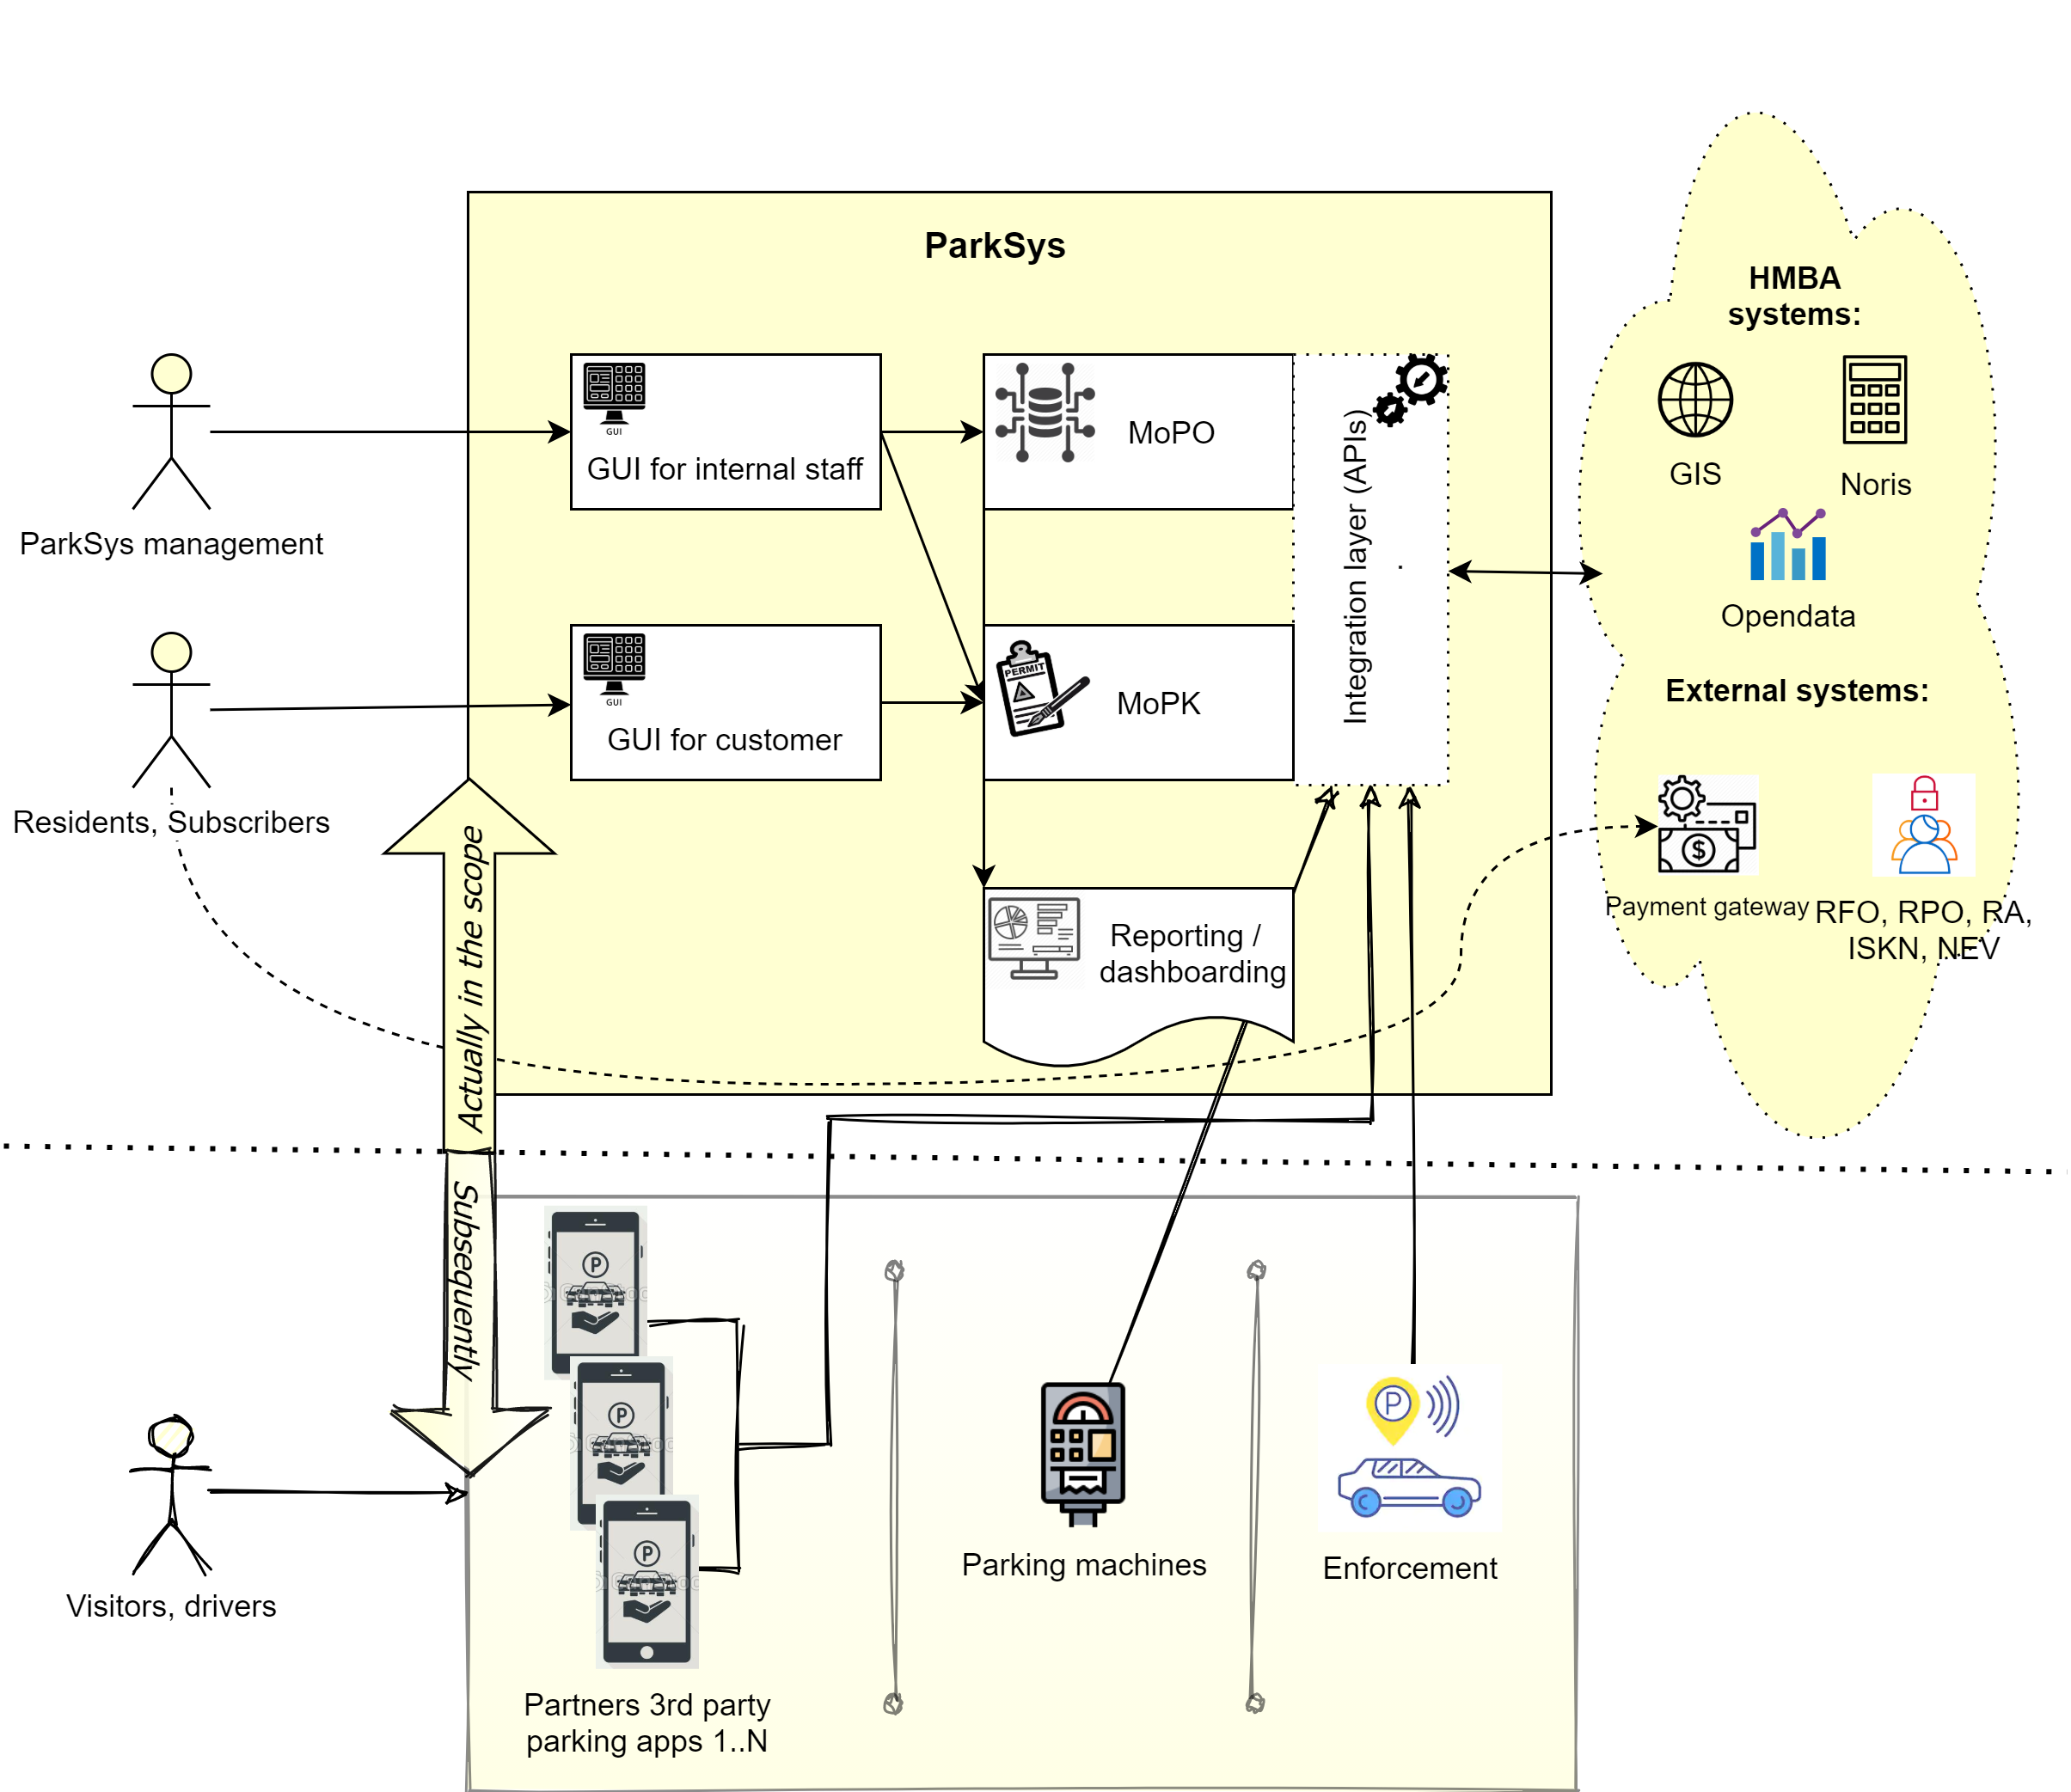 ParkSys
HMBA
systems:
GIS
Noris
Opendata
External systems:
Payment gateway
RFO, RPO, RA,
ISKN, NEV
ParkSys management
Residents, Subscribers
GUI
GUI for internal staff
GUI
GUI for customer
MoPO
PERMIT
MoPK
Integration layer (APIs)
.
Reporting /
dashboarding
$
Actually in the scope
Subsequently
Visitors, drivers
P
P
P
Partners 3rd party
parking apps 1..N
Parking machines
P
Enforcement